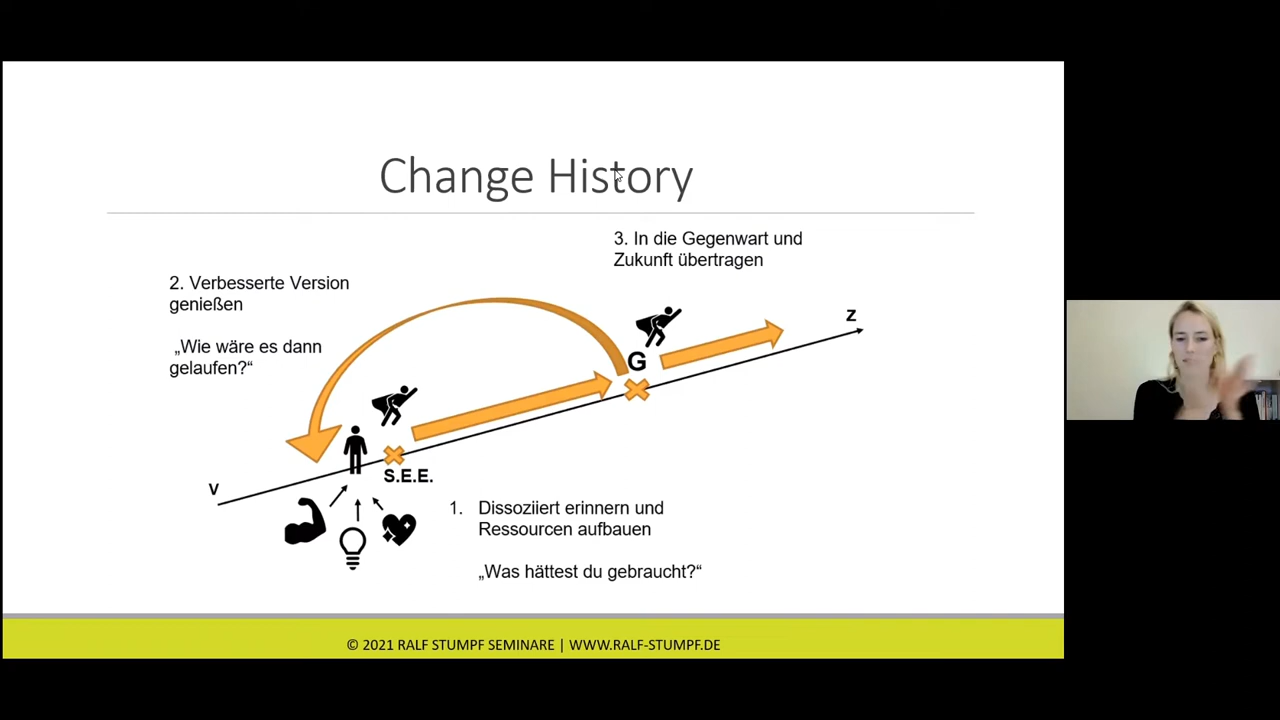 Change History
3. In die Gegenwart und
Zukunft übertragen
2. Verbesserte Version
genießen
„Wie wäre es dann
gelaufen?“
Z
G
S.E.E.
V
1. Dissoziiert erinnern und
Ressourcen aufbauen
„Was hättest du gebraucht?“
© 2021 RALF STUMPF SEMINARE | WWW.RALF-STUMPF.DE